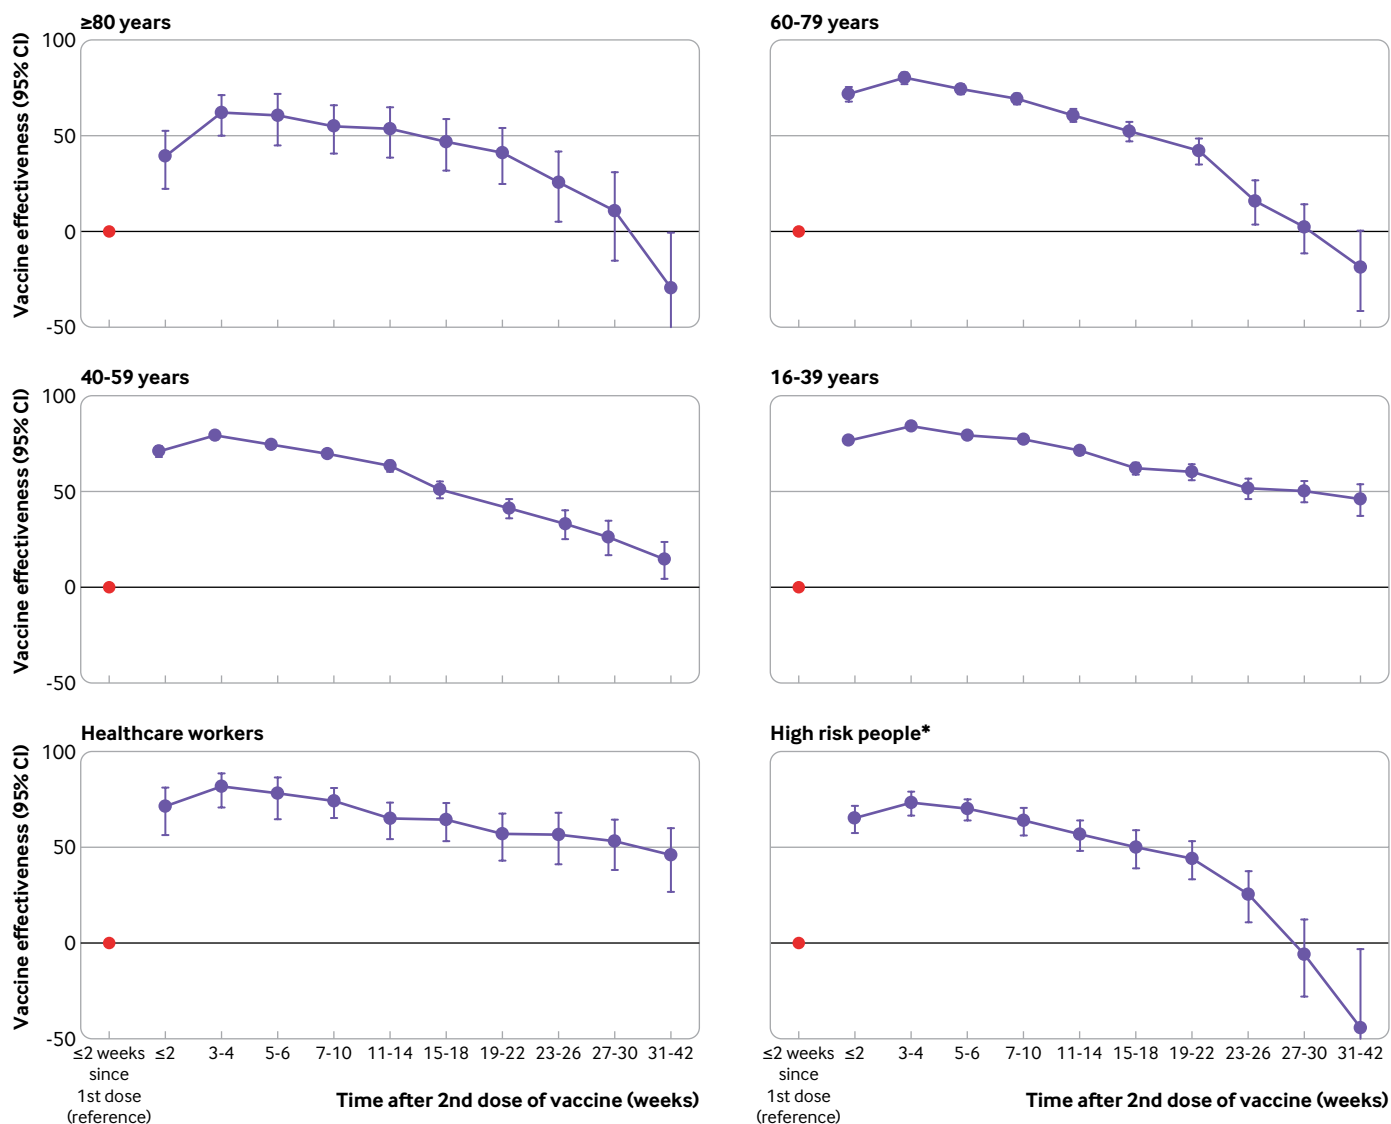 ≥80 years
60-79 years
Vaccine effectiveness (95% CI)
100
50
0
-50
40-59 years
16-39 years
Vaccine effectiveness (95% CI)
100
50
0
-50
Healthcare workers
High risk people*
Vaccine effectiveness (95% CI)
100
50
0
-50
≤2 weeks
since
1st dose
(reference)
≤2 3-4 5-6 7-10 11-14 15-18 19-22 23-26 27-30 31-42
Time after 2nd dose of vaccine (weeks)
≤2 weeks
since
1st dose
(reference)
≤2 3-4 5-6 7-10 11-14 15-18 19-22 23-26 27-30 31-42
Time after 2nd dose of vaccine (weeks)